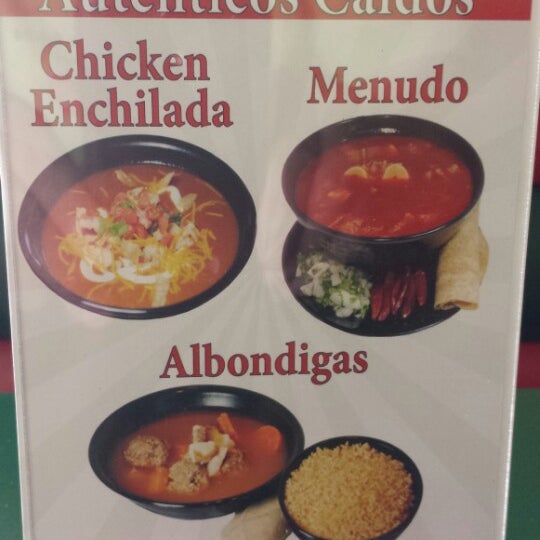 Auténticos Caldos
Chicken
Enchilada
Menudo
Albondigas